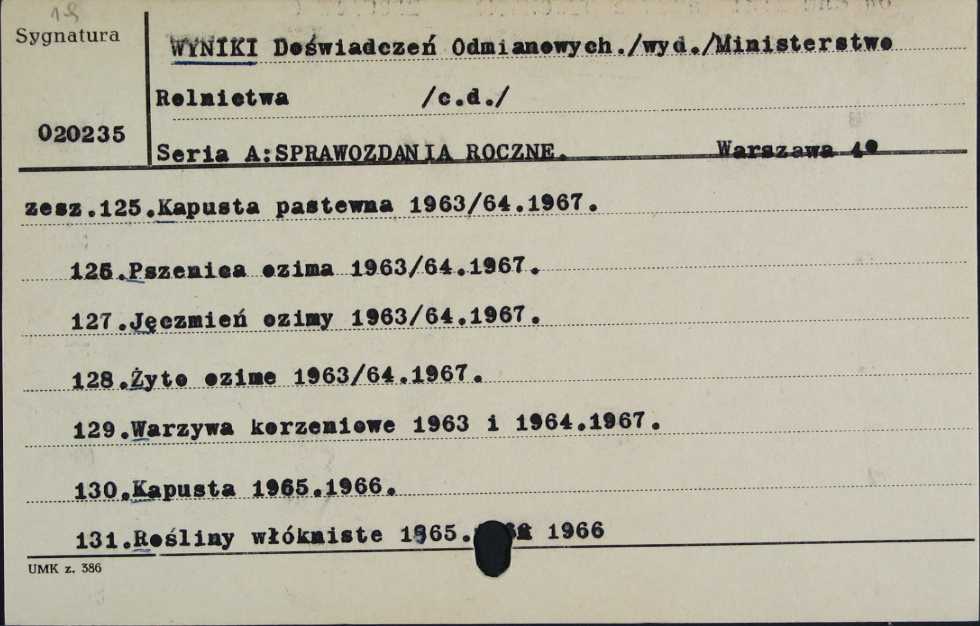 Sygnatura
WYNIKI Doświadczeń Odmianowych./wyd./Ministerstwo
Rolnictwa /c.d./
020235
Seria A:SPRAWOZDANIA ROCZNE. Warszawa 4°
zesz.125.Kapusta pastewna 1963/64.1967.
126.Pszenica ozima 1963/64.1967.
127.Jęczmień ozimy 1963/64.1967.
128.Żyto ozime 1963/64.1967.
129.Warzywa korzeniowe 1963 i 1964.1967.
130.Kapusta 1965.1966.
131.Rośliny włókniste 1965. 1966
UMK z. 386